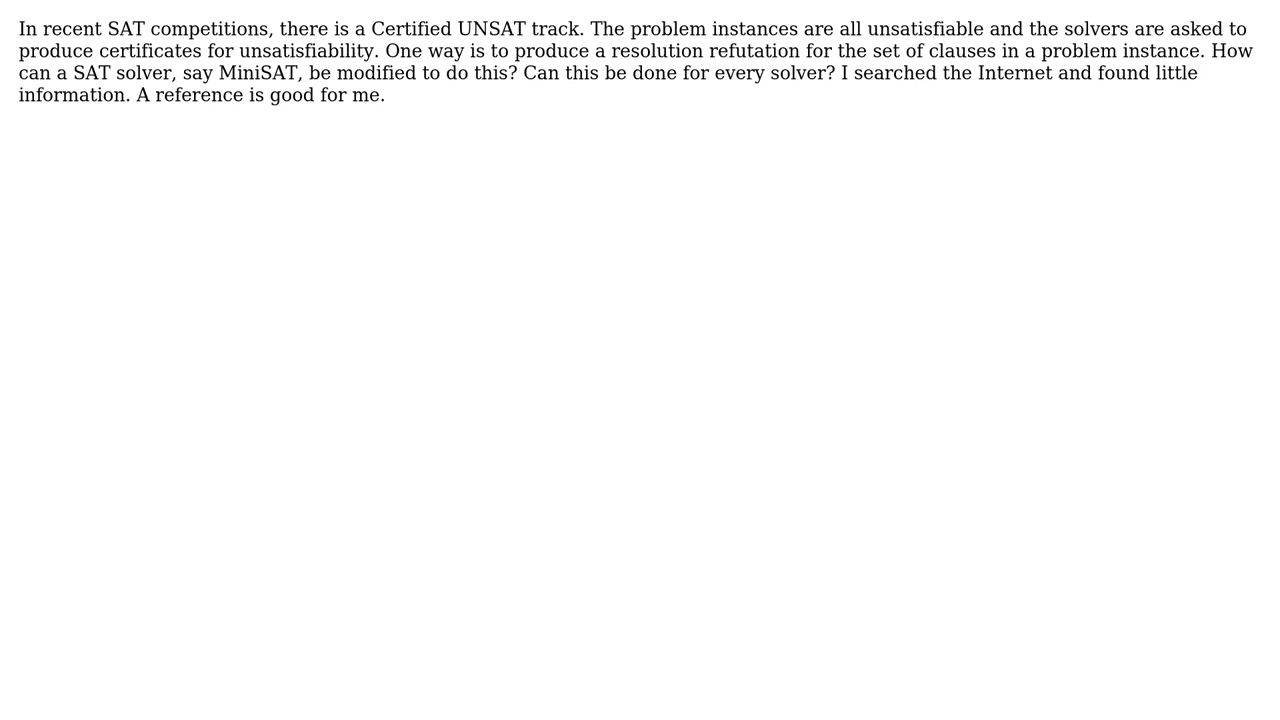 In recent SAT competitions, there is a Certified UNSAT track. The problem instances are all unsatisfiable and the solvers are asked to
produce certificates for unsatisfiability. One way is to produce a resolution refutation for the set of clauses in a problem instance. How
can a SAT solver, say MiniSAT, be modified to do this? Can this be done for every solver? I searched the Internet and found little
information. A reference is good for me.